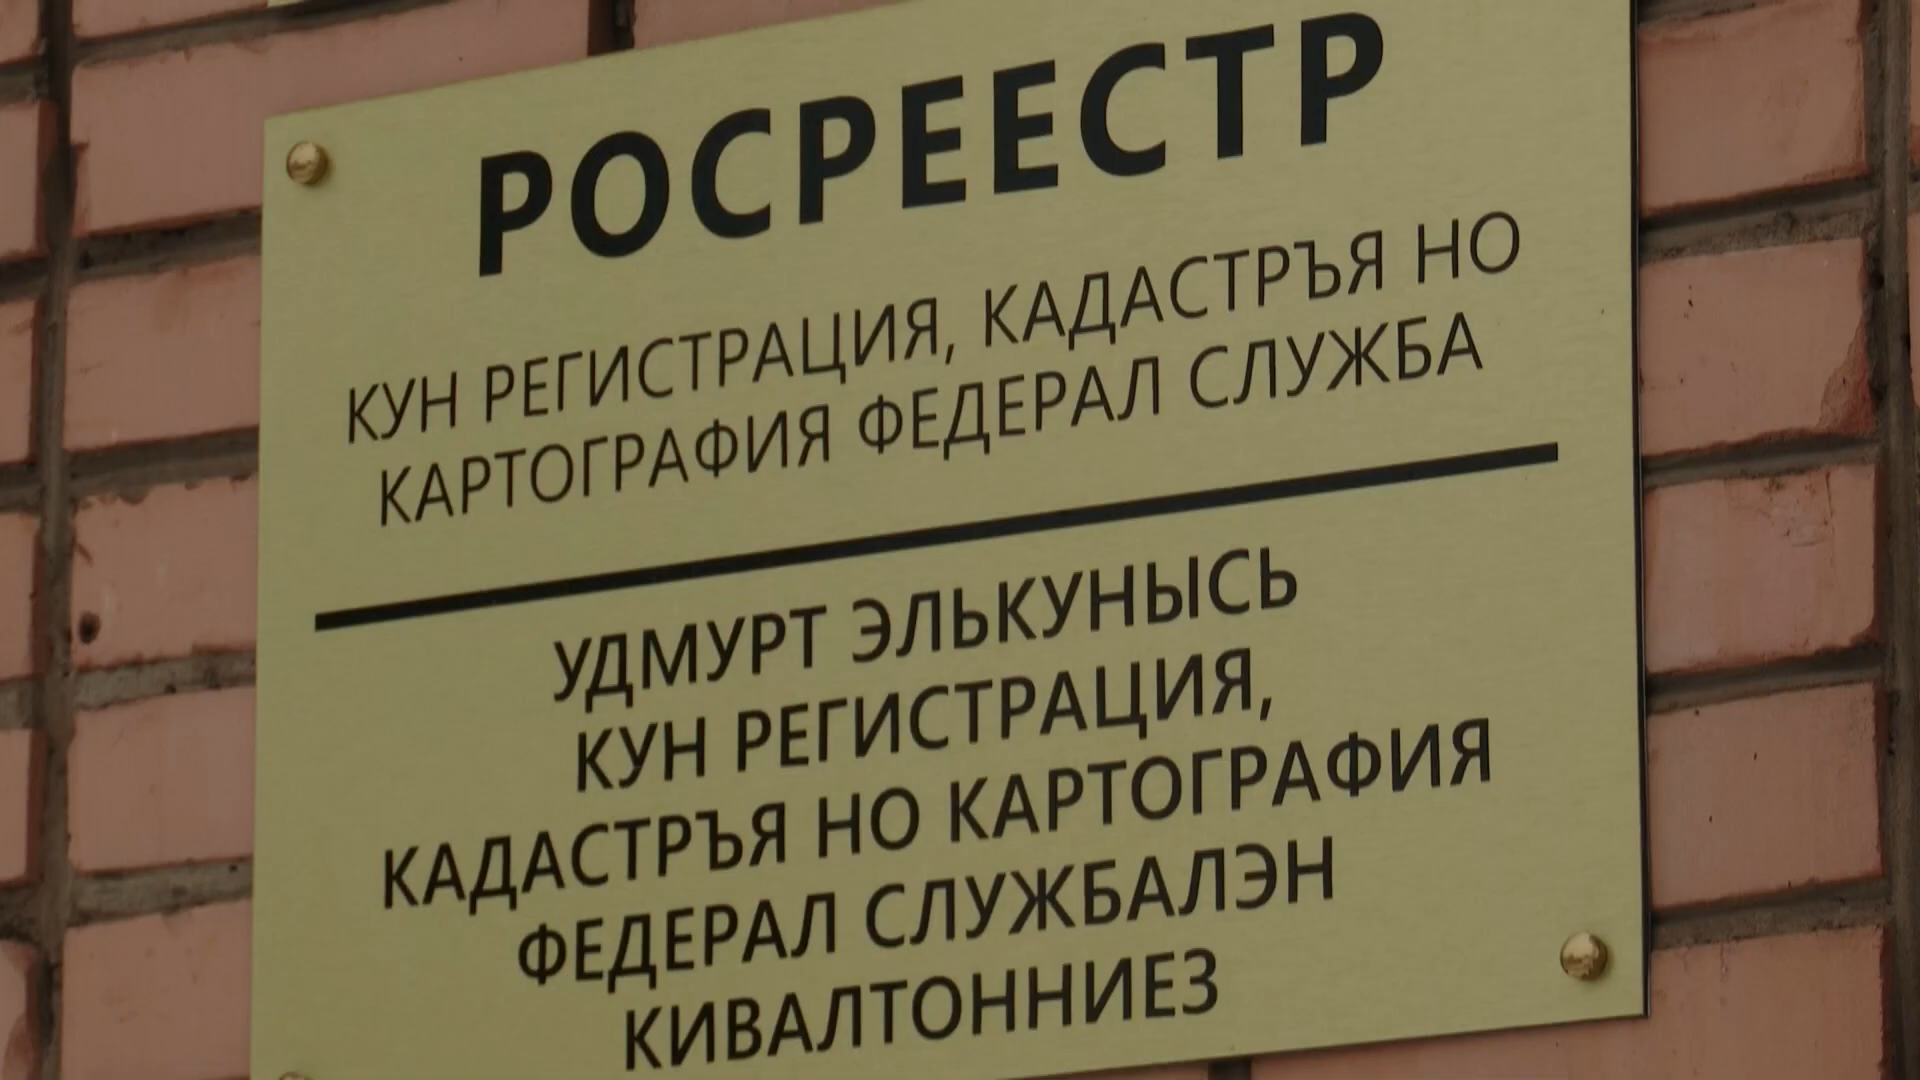 РОСРЕЕСТР
КУН РЕГИСТРАЦИЯ, КАДАСТРЪЯ НО
КАРТОГРАФИЯ ФЕДЕРАЛ СЛУЖБА
УДМУРТ ЭЛЬКУНЫСЬ
КУН РЕГИСТРАЦИЯ,
КАДАСТРЪЯ НО КАРТОГРАФИЯ
ФЕДЕРАЛ СЛУЖБАЛЭН
КИВАЛТОННИЕЗ